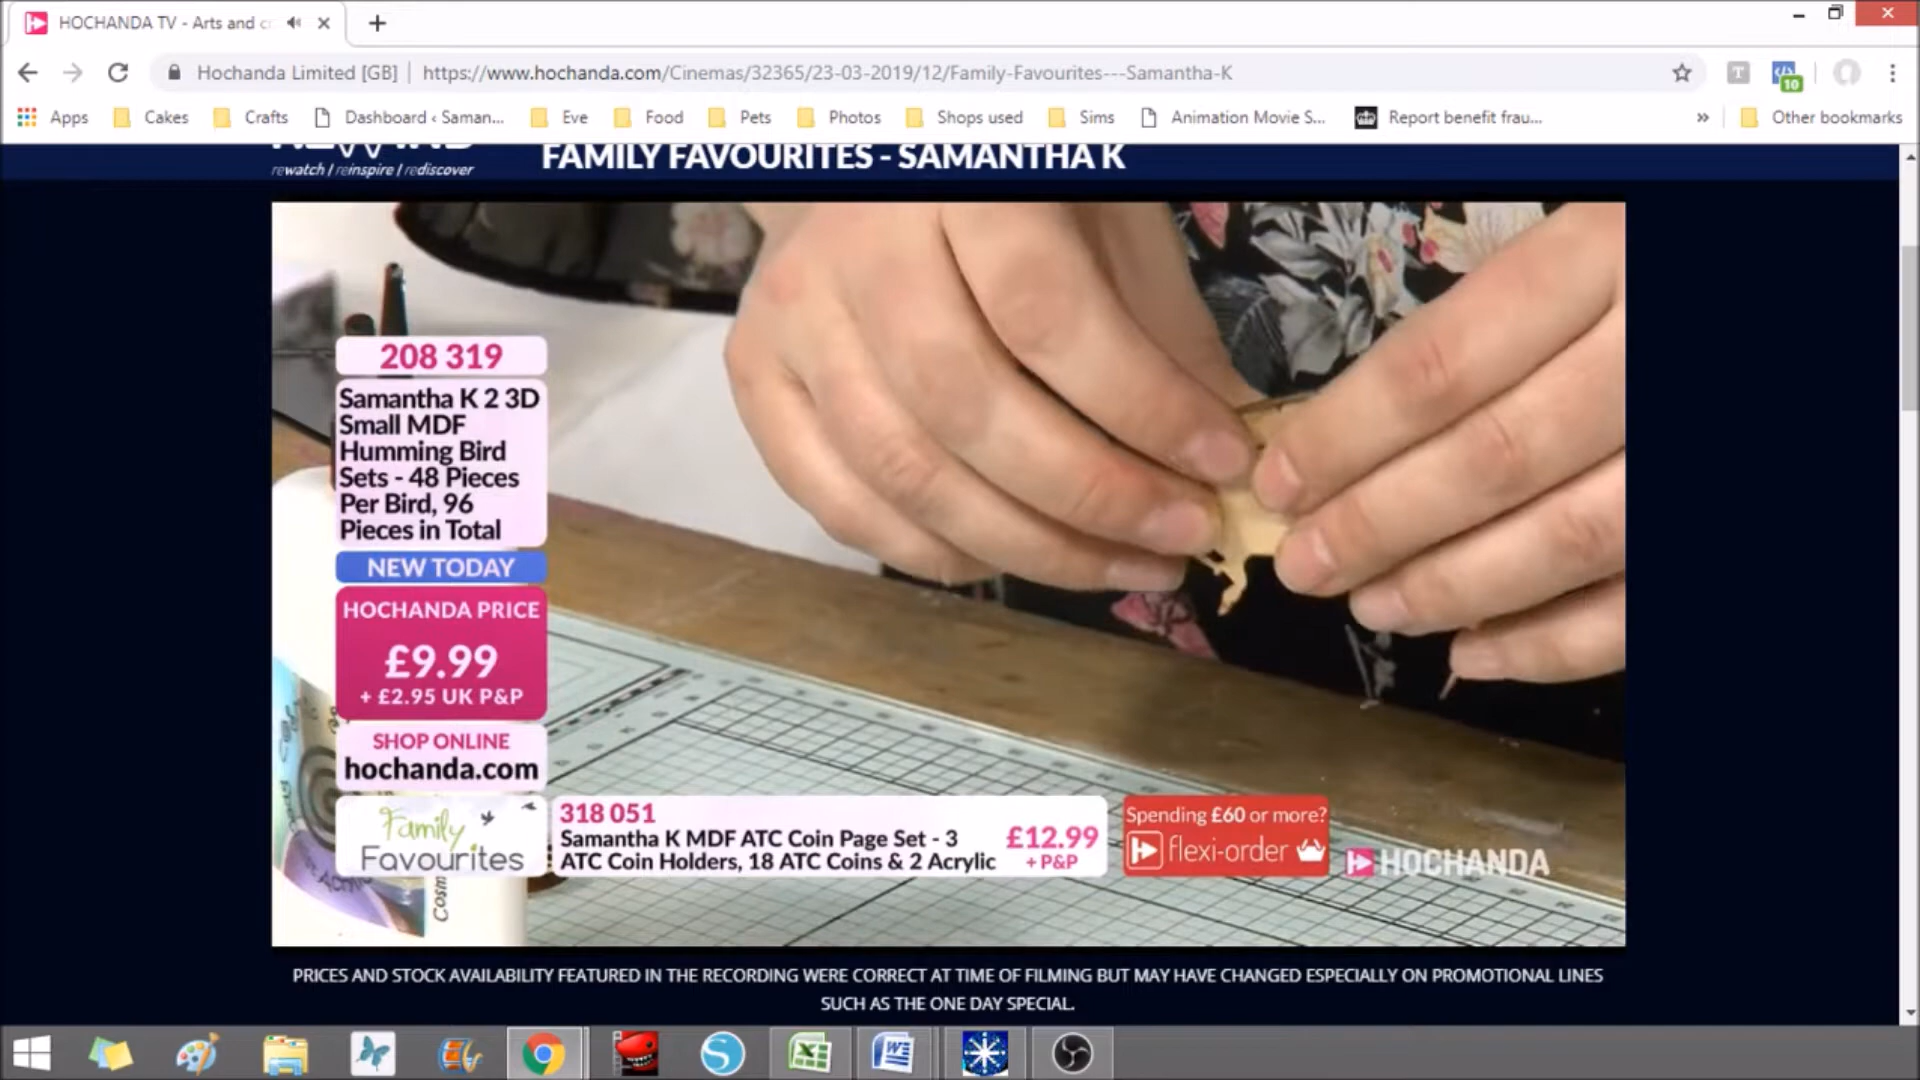 HOCHANDA TV - Arts and c
Hochanda Limited [GB]
https://www.hochanda.com/Cinemas/32365/23-03-2019/12/Family-Favourites---Samantha-K
T
10
Apps
Cakes
Crafts
Dashboard ‹ Saman...
Eve
Food
Pets
Photos
Shops used
Sims
Animation Movie S...
Report benefit frau...
»
Other bookmarks
rewatch / reinspire / rediscover
FAMILY FAVOURITES - SAMANTHA K
208 319
Samantha K 2 3D
Small MDF
Humming Bird
Sets - 48 Pieces
Per Bird, 96
Pieces in Total
NEW TODAY
HOCHANDA PRICE
£9.99
+ £2.95 UK P&P
SHOP ONLINE
hochanda.com
Family
Favourites
318 051
Samantha K MDF ATC Coin Page Set - 3
ATC Coin Holders, 18 ATC Coins & 2 Acrylic
£12.99
+ P&P
Spending £60 or more?
flexi-order
HOCHANDA
PRICES AND STOCK AVAILABILITY FEATURED IN THE RECORDING WERE CORRECT AT TIME OF FILMING BUT MAY HAVE CHANGED ESPECIALLY ON PROMOTIONAL LINES
SUCH AS THE ONE DAY SPECIAL.